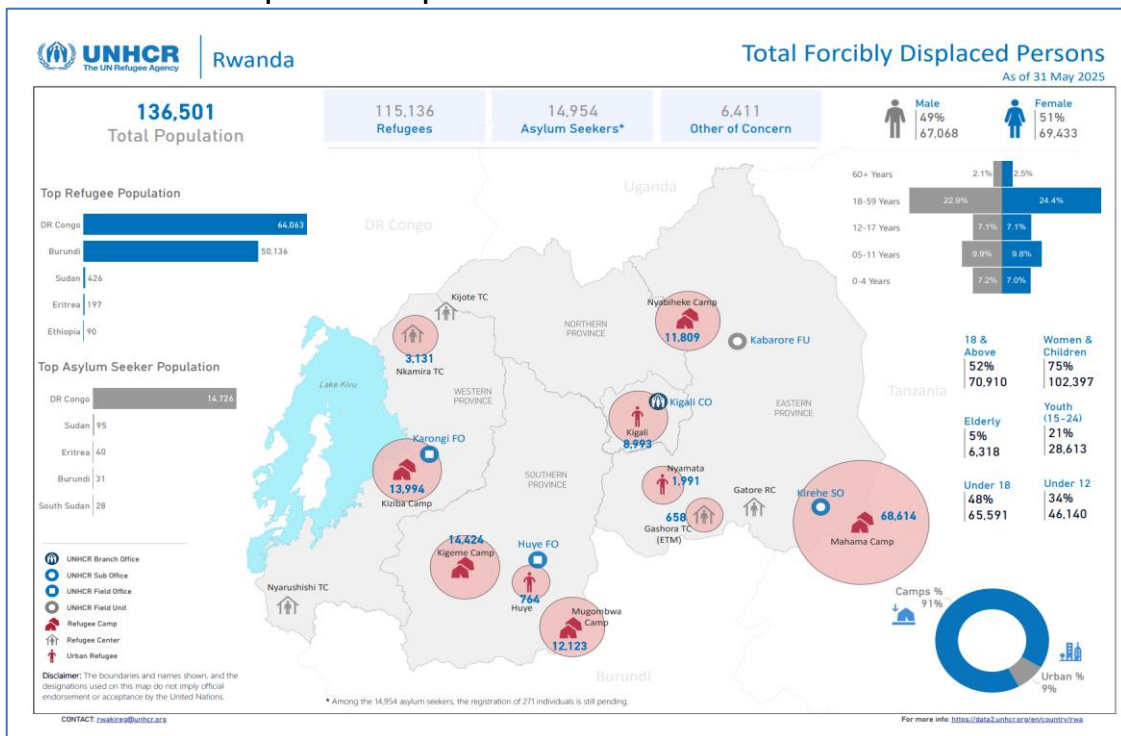 UNHCR
The UN Refugee Agency
Rwanda
Total Forcibly Displaced Persons
As of 31 May 2025
136,501
Total Population
115,136
Refugees
14,954
Asylum Seekers*
6,411
Other of Concern
Male
49%
67,068
Female
51%
69,433
Top Refugee Population
DR Congo 64,063
Burundi 50,136
Sudan 426
Eritrea 197
Ethiopia 90
Top Asylum Seeker Population
DR Congo 14,726
Sudan 95
Eritrea 40
Burundi 31
South Sudan 28
60+ Years 2.1% 2.5%
18-59 Years 22.9% 24.4%
12-17 Years 7.1% 7.1%
05-11 Years 9.9% 9.8%
0-4 Years 7.2% 7.0%
Uganda
DR Congo
Tanzania
Burundi
Lake Kivu
NORTHERN
PROVINCE
WESTERN
PROVINCE
EASTERN
PROVINCE
SOUTHERN
PROVINCE
Kijote TC
3,131
Nkamira TC
Nyabiheke Camp
11,809
Kabarore FU
Kigali CO
Kigali
8,993
Karongi FO
13,994
Kiziba Camp
Nyamata
1,991
658
Gashora TC
(ETM)
Gatore RC
Kirehe SO
68,614
Mahama Camp
14,424
Kigeme Camp
Huye FO
764
Huye
Mugombwa
Camp
12,123
Nyarushishi TC
18 &
Above
52%
70,910
Women &
Children
75%
102,397
Elderly
5%
6,318
Youth
(15-24)
21%
28,613
Under 18
48%
65,591
Under 12
34%
46,140
Camps %
91%
Urban %
9%
UNHCR Branch Office
UNHCR Sub Office
UNHCR Field Office
UNHCR Field Unit
Refugee Camp
Refugee Center
Urban Refugee
Disclaimer: The boundaries and names shown, and the
designations used on this map do not imply official
endorsement or acceptance by the United Nations.
* Among the 14,954 asylum seekers, the registration of 271 individuals is still pending.
CONTACT: rwakireg@unhcr.org
For more info: https://data2.unhcr.org/en/country/rwa